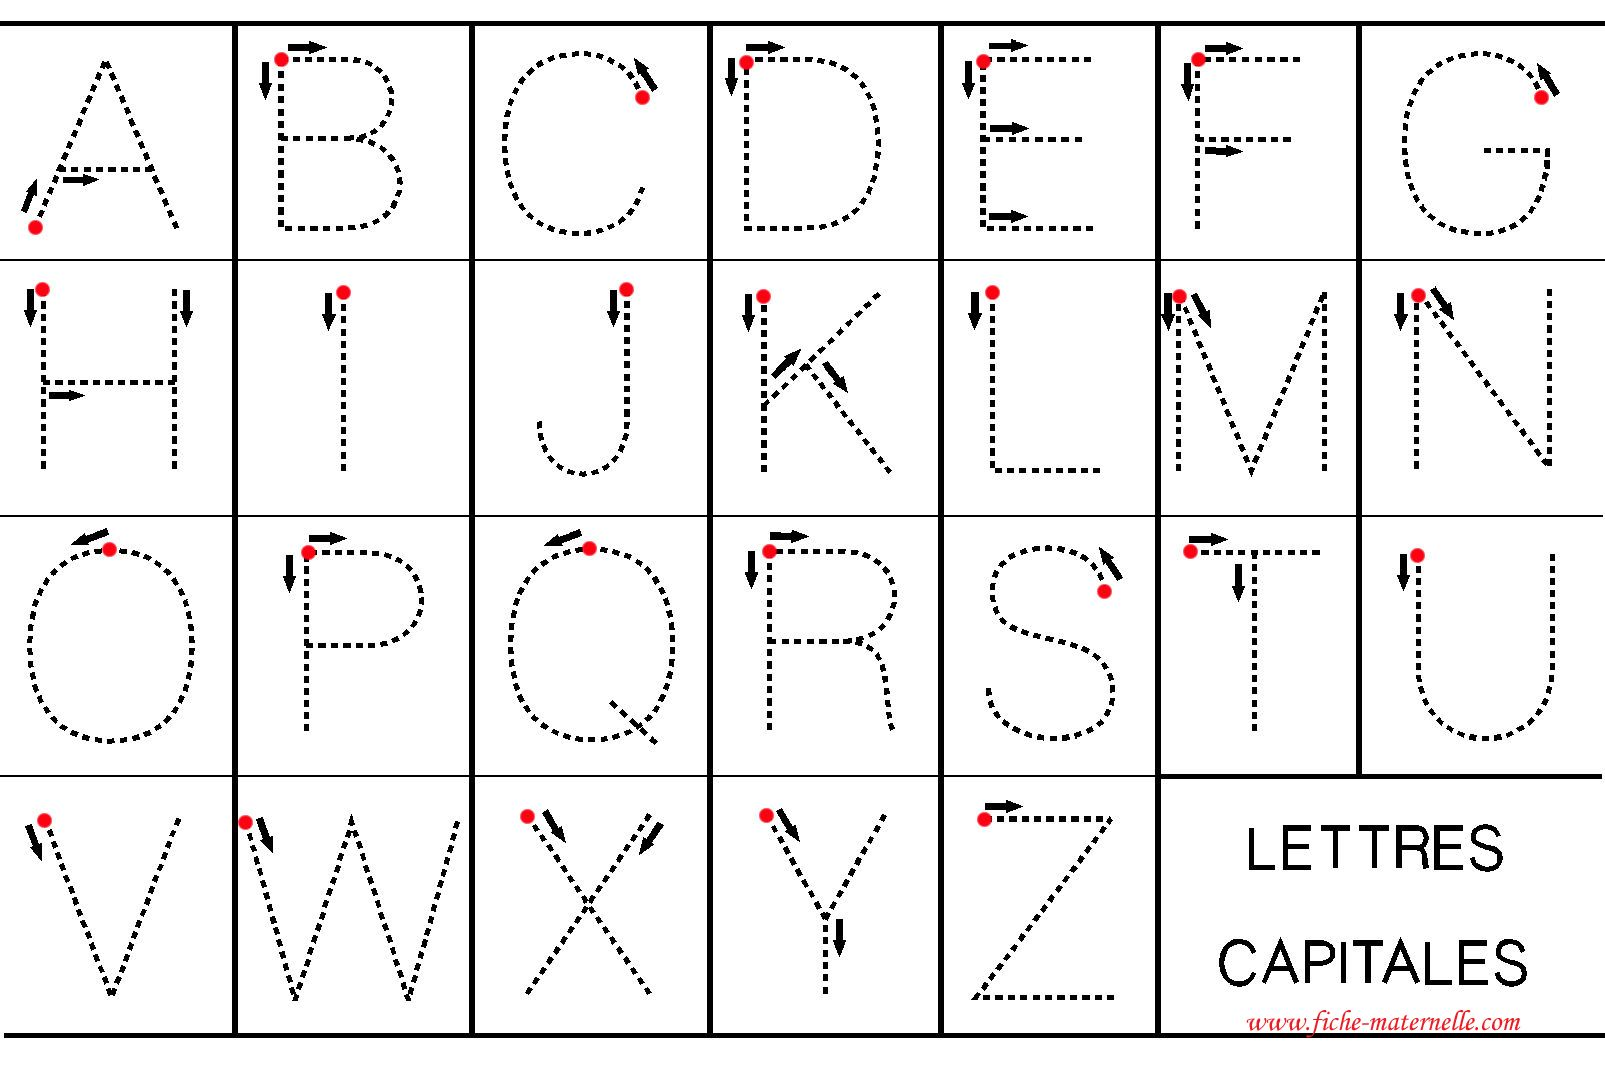 A B C D E F G
H I J K L M N
O P Q R S T U
V W X Y Z
LETTRES
CAPITALES
www.fiche-maternelle.com